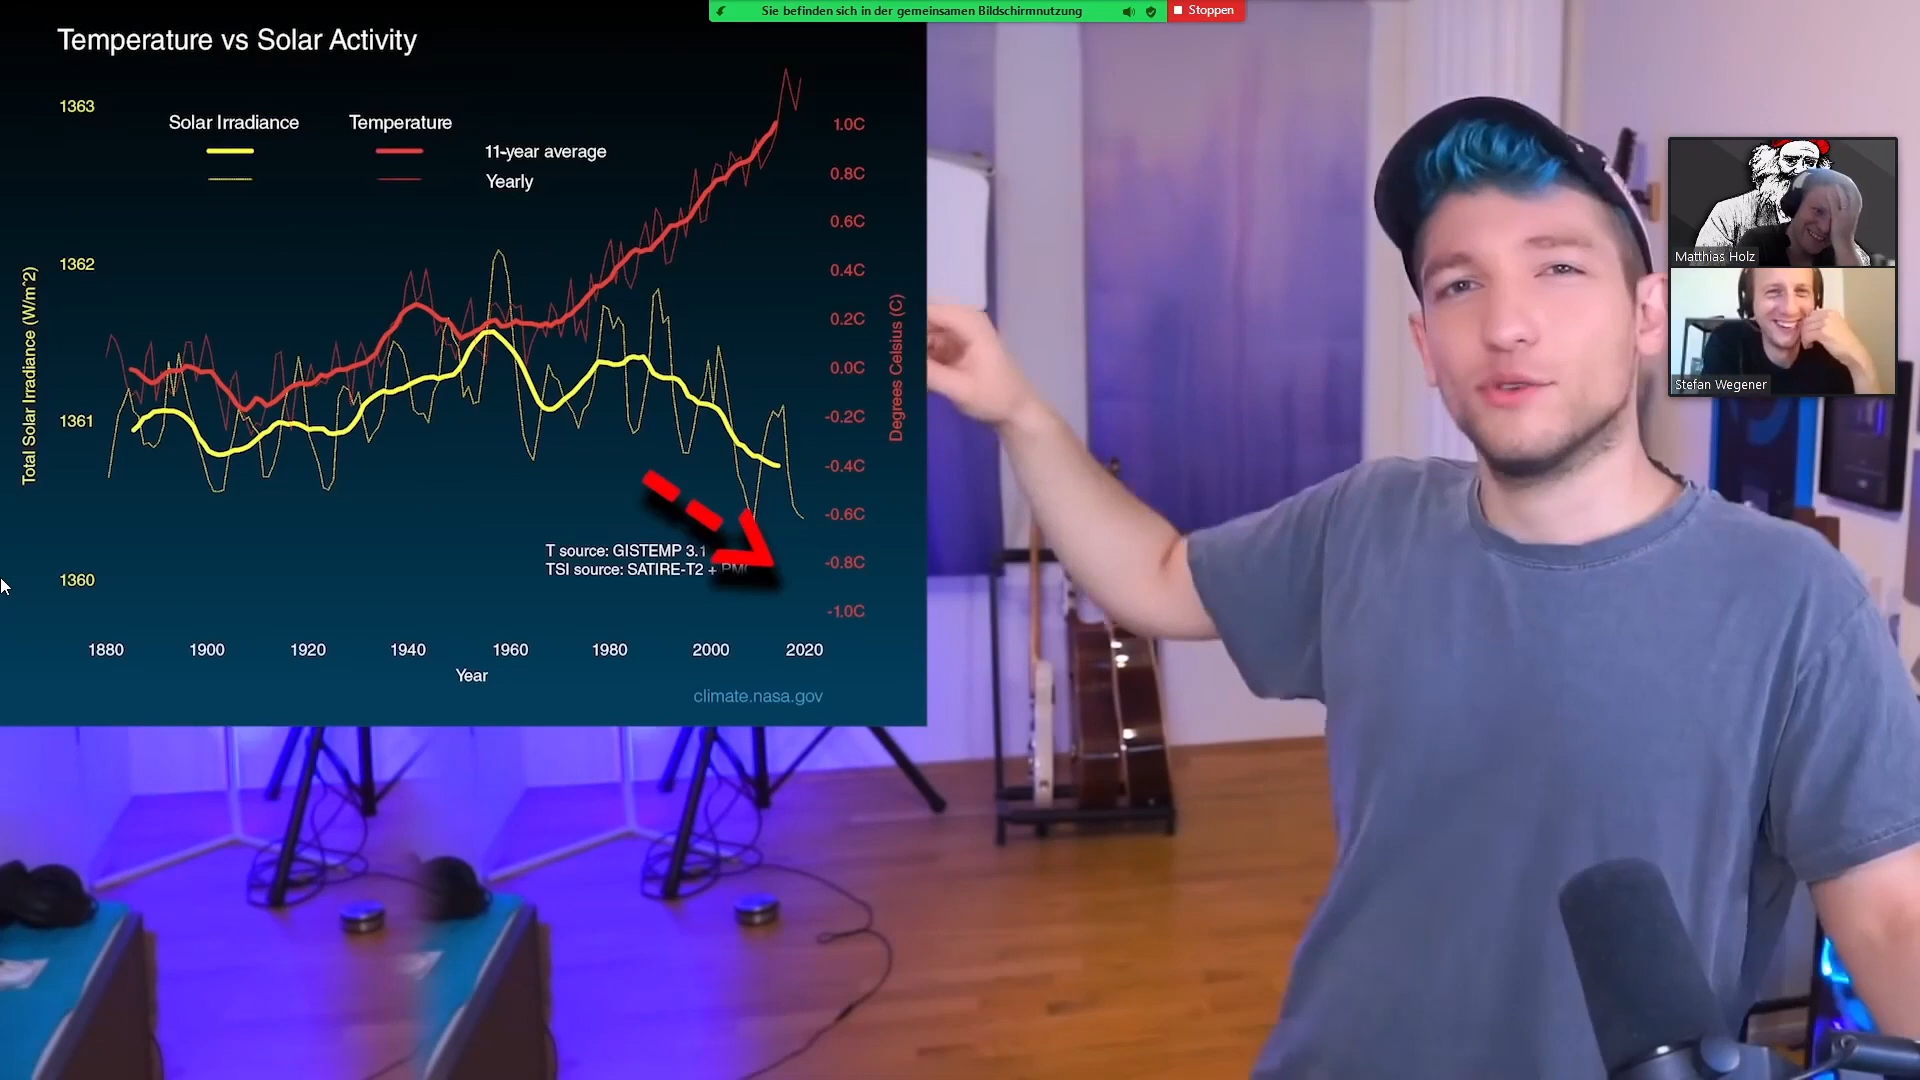 Sie befinden sich in der gemeinsamen Bildschirmnutzung
Stoppen
Temperature vs Solar Activity
1363
1362
1361
1360
Total Solar Irradiance (W/m^2)
Solar Irradiance
Temperature
11-year average
Yearly
1.0C
0.8C
0.6C
0.4C
0.2C
0.0C
-0.2C
-0.4C
-0.6C
-0.8C
-1.0C
Degrees Celsius (C)
T source: GISTEMP 3.1
TSI source: SATIRE-T2 +
1880 1900 1920 1940 1960 1980 2000 2020
Year
climate.nasa.gov
Matthias Holz
Stefan Wegener